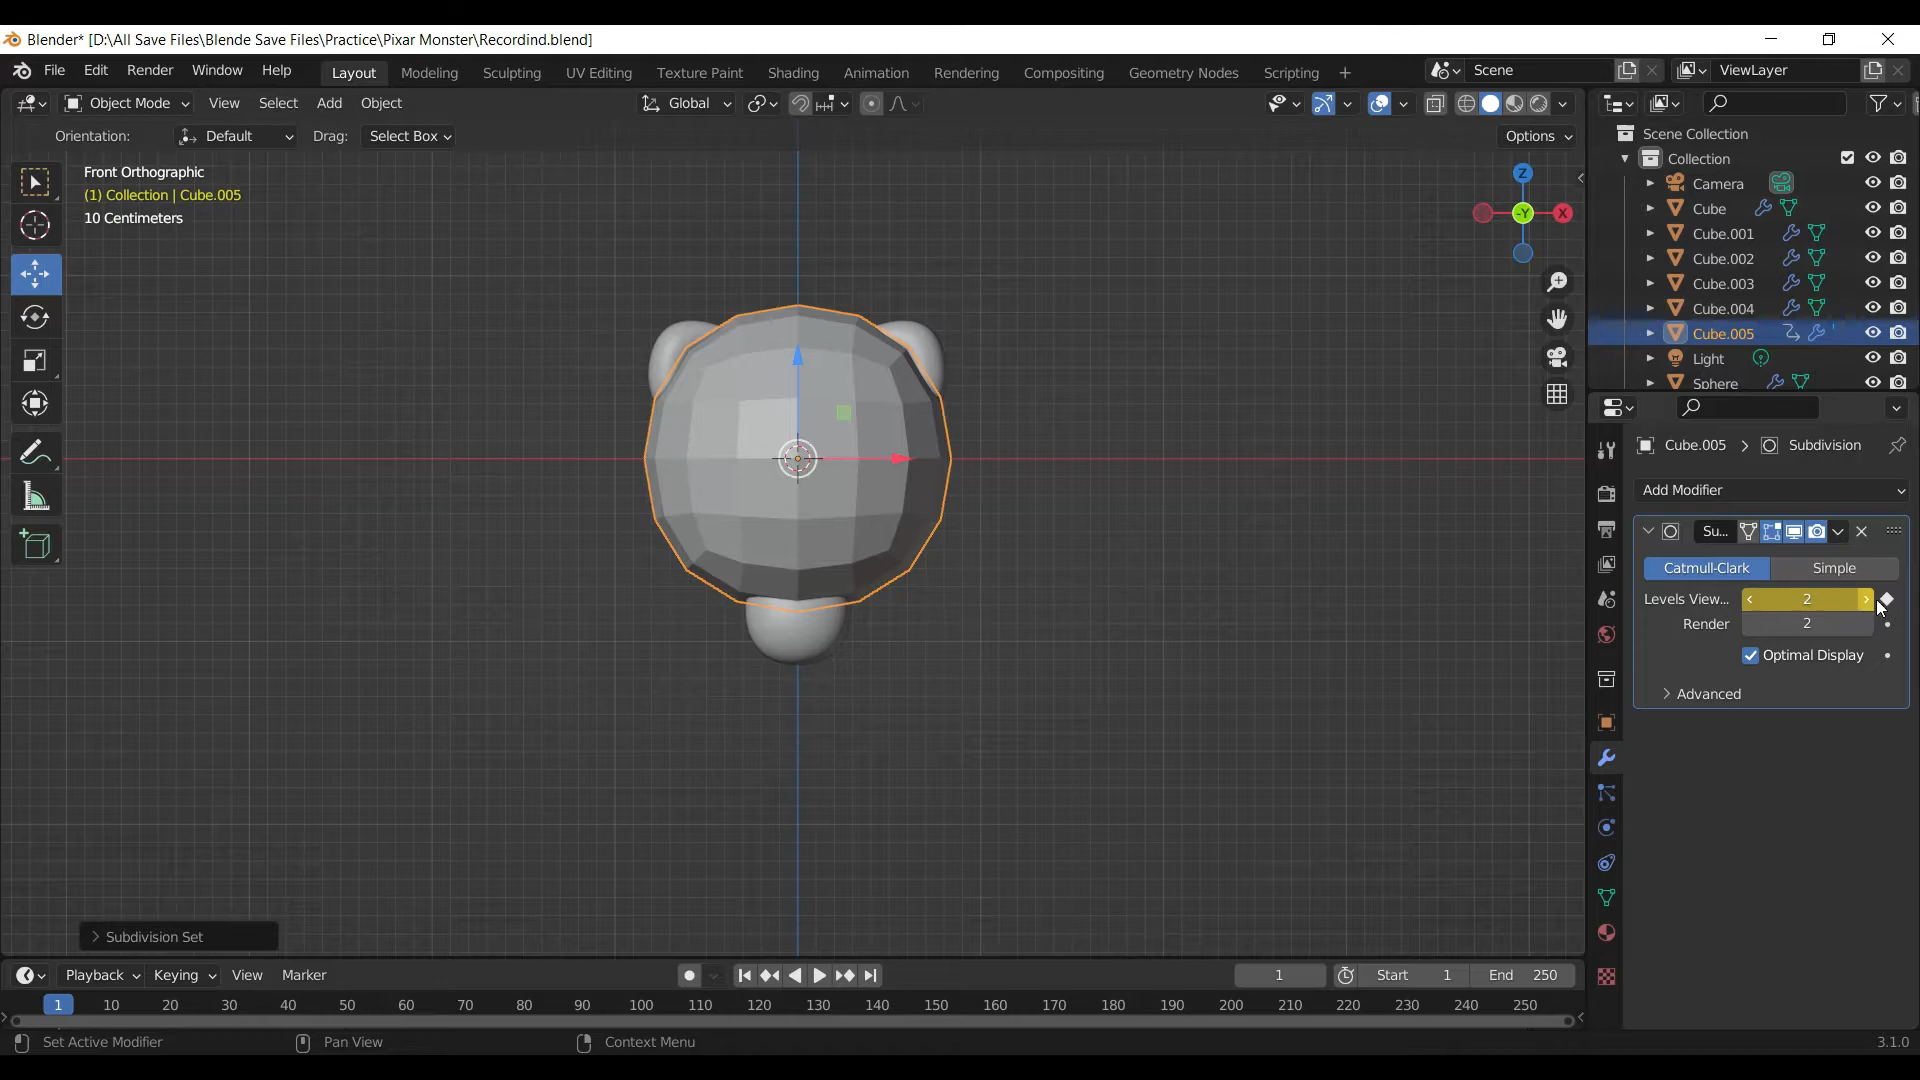 Blender* [D:\All Save Files\Blende Save Files\Practice\Pixar Monster\Recordind.blend]
File Edit Render Window Help Layout Modeling Sculpting UV Editing Texture Paint Shading Animation Rendering Compositing Geometry Nodes Scripting + Scene ViewLayer
Object Mode View Select Add Object Global
Orientation: Default Drag: Select Box Options
Scene Collection
Collection
Camera
Cube
Cube.001
Cube.002
Cube.003
Cube.004
Cube.005
Light
Sphere
Front Orthographic
(1) Collection | Cube.005
10 Centimeters
Z
-Y
X
Cube.005 > Subdivision
Add Modifier
Su...
Catmull-Clark Simple
Levels View... 2
Render 2
Optimal Display
Advanced
Subdivision Set
Playback Keying View Marker 1 Start 1 End 250
1 10 20 30 40 50 60 70 80 90 100 110 120 130 140 150 160 170 180 190 200 210 220 230 240 250
Set Active Modifier Pan View Context Menu 3.1.0